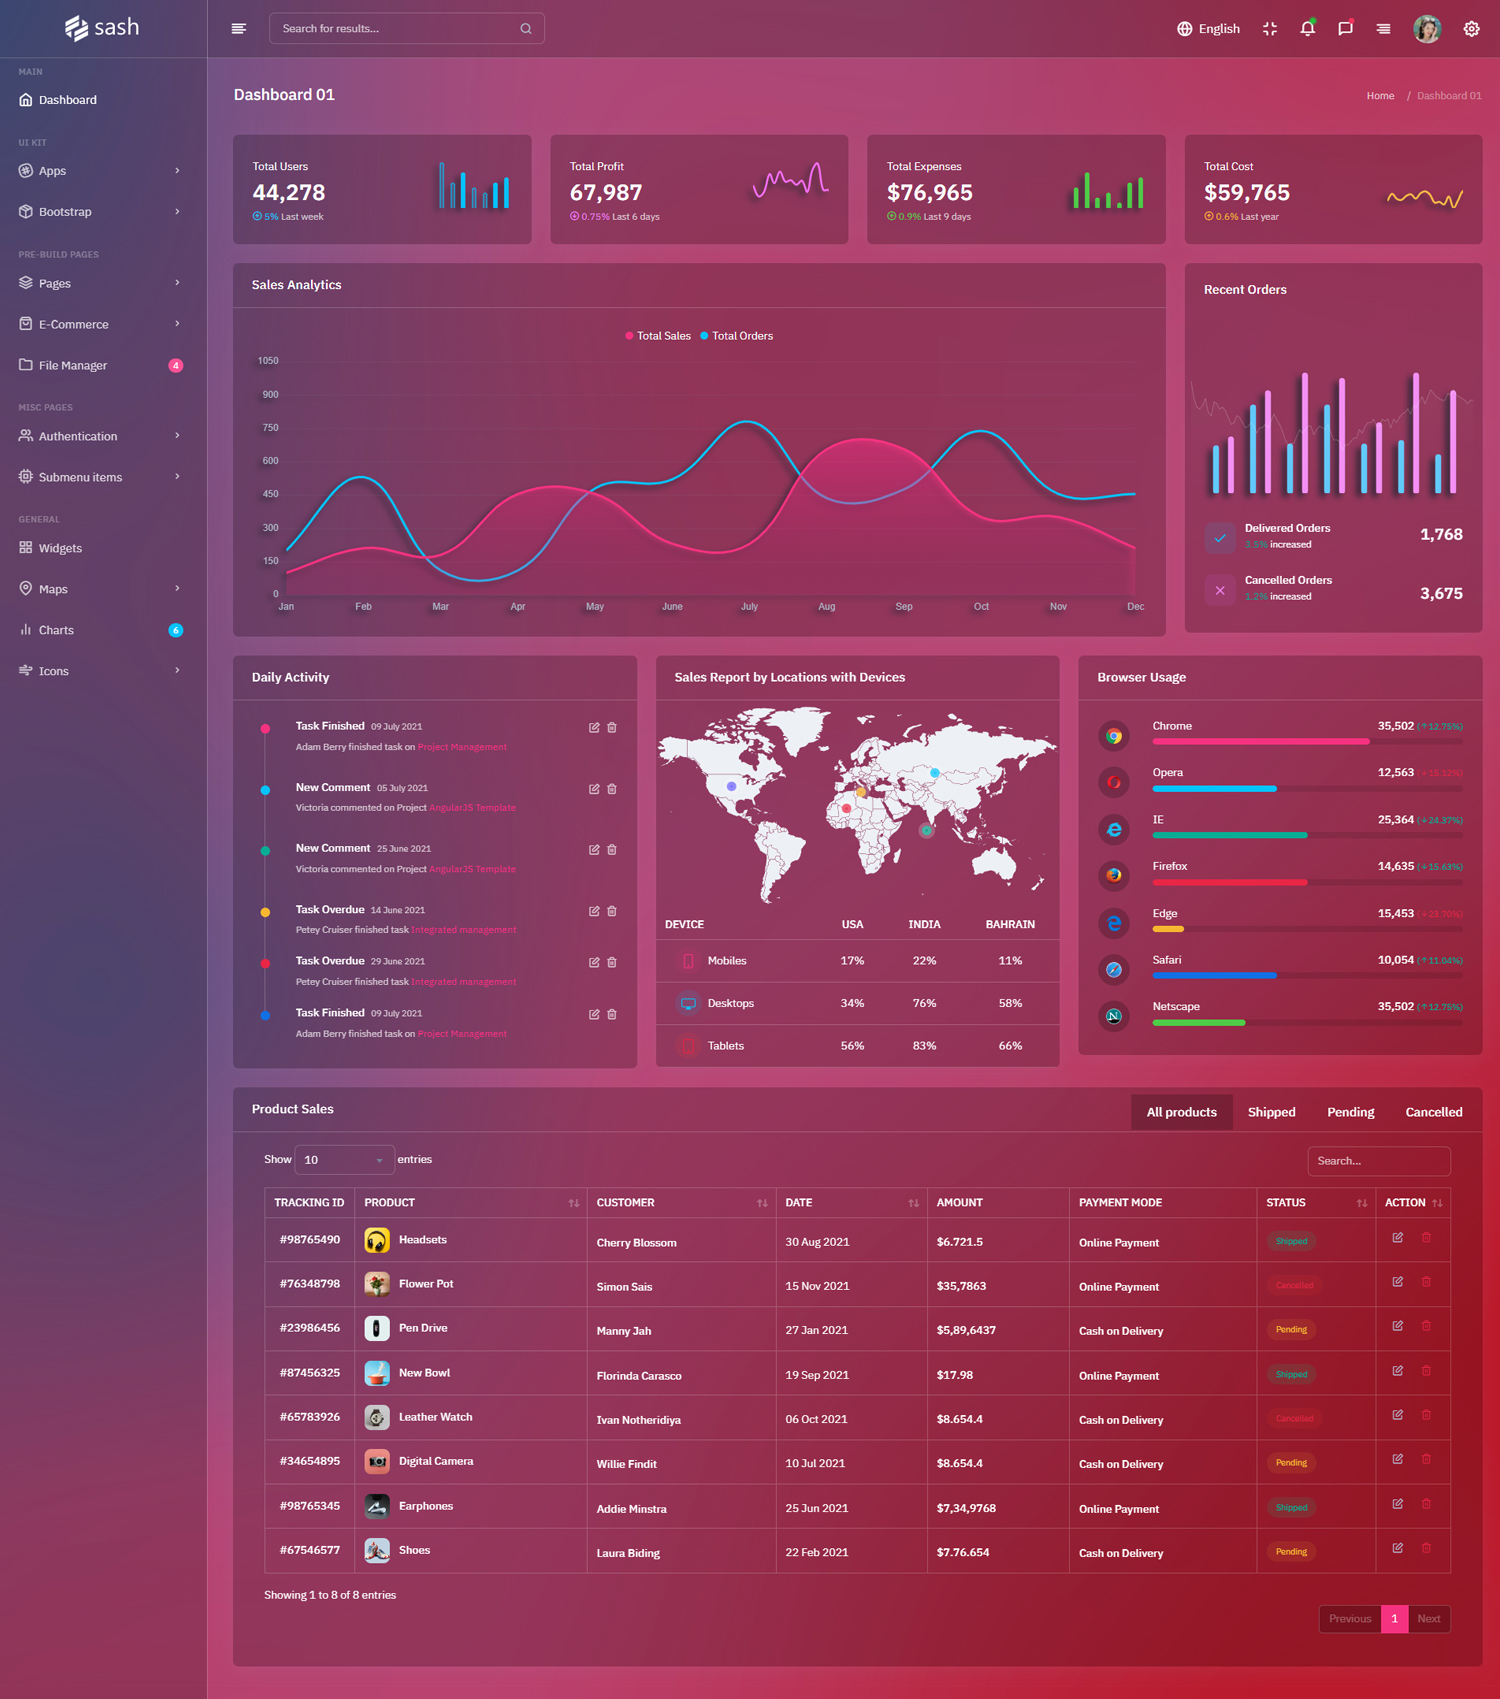 sash
Search for results...
English
MAIN
Dashboard
UI KIT
Apps
Bootstrap
PRE-BUILD PAGES
Pages
E-Commerce
File Manager 4
MISC PAGES
Authentication
Submenu items
GENERAL
Widgets
Maps
Charts 6
Icons
Dashboard 01
Home / Dashboard 01
Total Users
44,278
5% Last week
Total Profit
67,987
0.75% Last 6 days
Total Expenses
$76,965
0.9% Last 9 days
Total Cost
$59,765
0.6% Last year
Sales Analytics
Total Sales Total Orders
1050
900
750
600
450
300
150
0
Jan Feb Mar Apr May June July Aug Sep Oct Nov Dec
Recent Orders
Delivered Orders
3.5% increased
1,768
Cancelled Orders
1.2% increased
3,675
Daily Activity
Task Finished 09 July 2021
Adam Berry finished task on Project Management
New Comment 05 July 2021
Victoria commented on Project AngularJS Template
New Comment 25 June 2021
Victoria commented on Project AngularJS Template
Task Overdue 14 June 2021
Petey Cruiser finished task Integrated management
Task Overdue 29 June 2021
Petey Cruiser finished task Integrated management
Task Finished 09 July 2021
Adam Berry finished task on Project Management
Sales Report by Locations with Devices
DEVICE USA INDIA BAHRAIN
Mobiles 17% 22% 11%
Desktops 34% 76% 58%
Tablets 56% 83% 66%
Browser Usage
Chrome 35,502 (↑12.75%)
Opera 12,563 (↓15.12%)
IE 25,364 (↓24.37%)
Firefox 14,635 (↓15.63%)
Edge 15,453 (↓23.70%)
Safari 10,054 (↑11.04%)
Netscape 35,502 (↑12.75%)
Product Sales
All products Shipped Pending Cancelled
Show 10 entries
Search...
TRACKING ID PRODUCT CUSTOMER DATE AMOUNT PAYMENT MODE STATUS ACTION
#98765490 Headsets Cherry Blossom 30 Aug 2021 $6.721.5 Online Payment Shipped
#76348798 Flower Pot Simon Sais 15 Nov 2021 $35,7863 Online Payment Cancelled
#23986456 Pen Drive Manny Jah 27 Jan 2021 $5,89,6437 Cash on Delivery Pending
#87456325 New Bowl Florinda Carasco 19 Sep 2021 $17.98 Online Payment Shipped
#65783926 Leather Watch Ivan Notheridiya 06 Oct 2021 $8.654.4 Cash on Delivery Cancelled
#34654895 Digital Camera Willie Findit 10 Jul 2021 $8.654.4 Cash on Delivery Pending
#98765345 Earphones Addie Minstra 25 Jun 2021 $7,34,9768 Online Payment Shipped
#67546577 Shoes Laura Biding 22 Feb 2021 $7.76.654 Cash on Delivery Pending
Showing 1 to 8 of 8 entries
Previous 1 Next